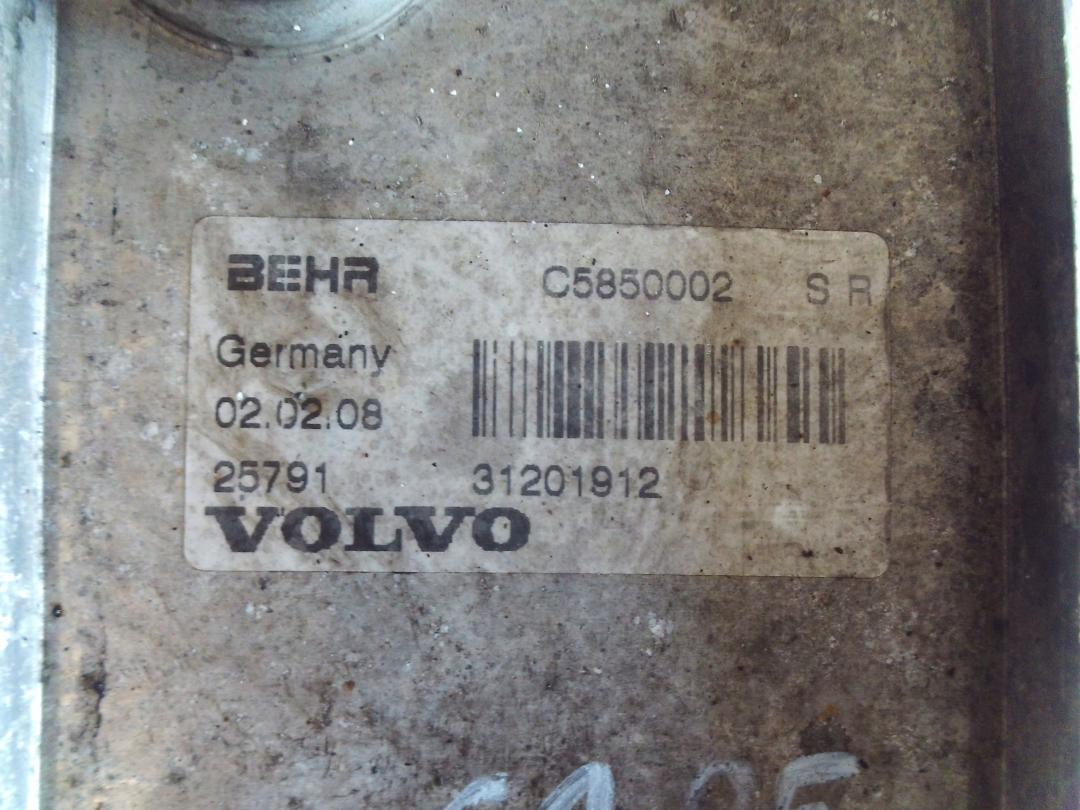 BEHR C5850002 S R
Germany
02.02.08
25791 31201912
VOLVO